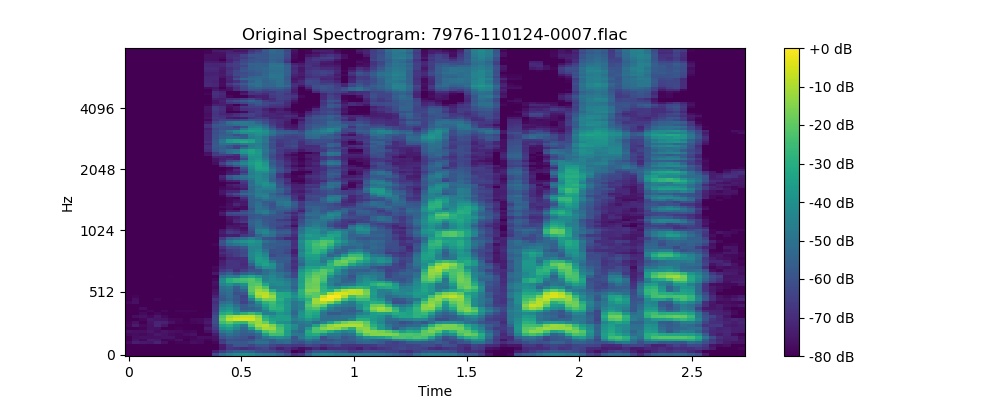 Original Spectrogram: 7976-110124-0007.flac
Hz
4096
2048
1024
512
0
0
0.5
1
1.5
2
2.5
Time
+0 dB
-10 dB
-20 dB
-30 dB
-40 dB
-50 dB
-60 dB
-70 dB
-80 dB